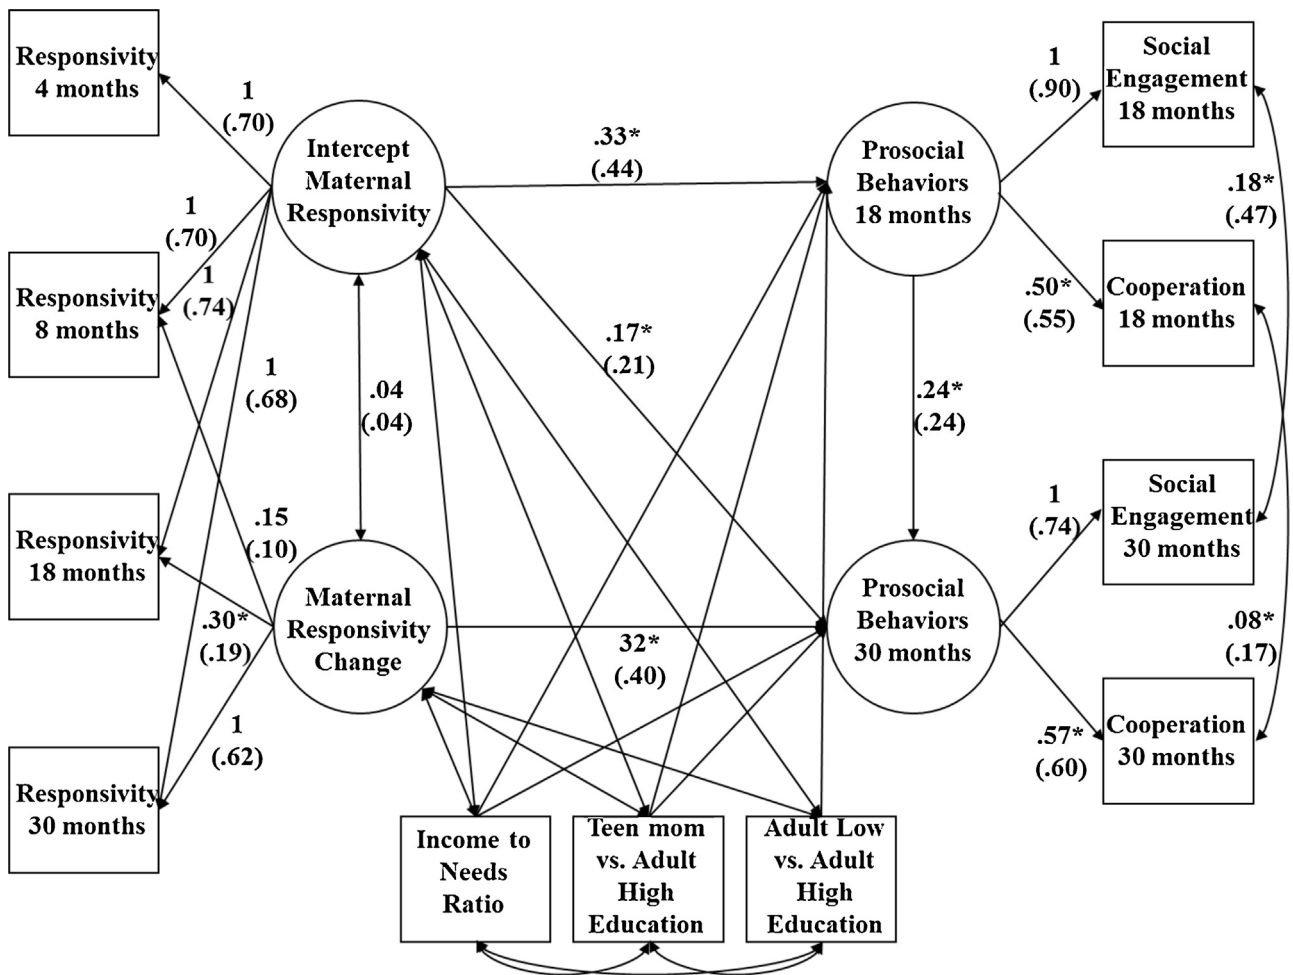 Responsivity
4 months
1
(.70)
Intercept
Maternal
Responsivity
.33*
(.44)
Prosocial
Behaviors
18 months
1
(.90)
Social
Engagement
18 months
.18*
(.47)
1
(.70)
Responsivity
8 months
1
(.74)
.50*
(.55)
Cooperation
18 months
1
(.68)
.04
(.04)
.17*
(.21)
.24*
(.24)
Responsivity
18 months
.15
(.10)
1
(.74)
Social
Engagement
30 months
Maternal
Responsivity
Change
.30*
(.19)
32*
(.40)
Prosocial
Behaviors
30 months
.08*
(.17)
Responsivity
30 months
1
(.62)
.57*
(.60)
Cooperation
30 months
Income to
Needs
Ratio
Teen mom
vs. Adult
High
Education
Adult Low
vs. Adult
High
Education